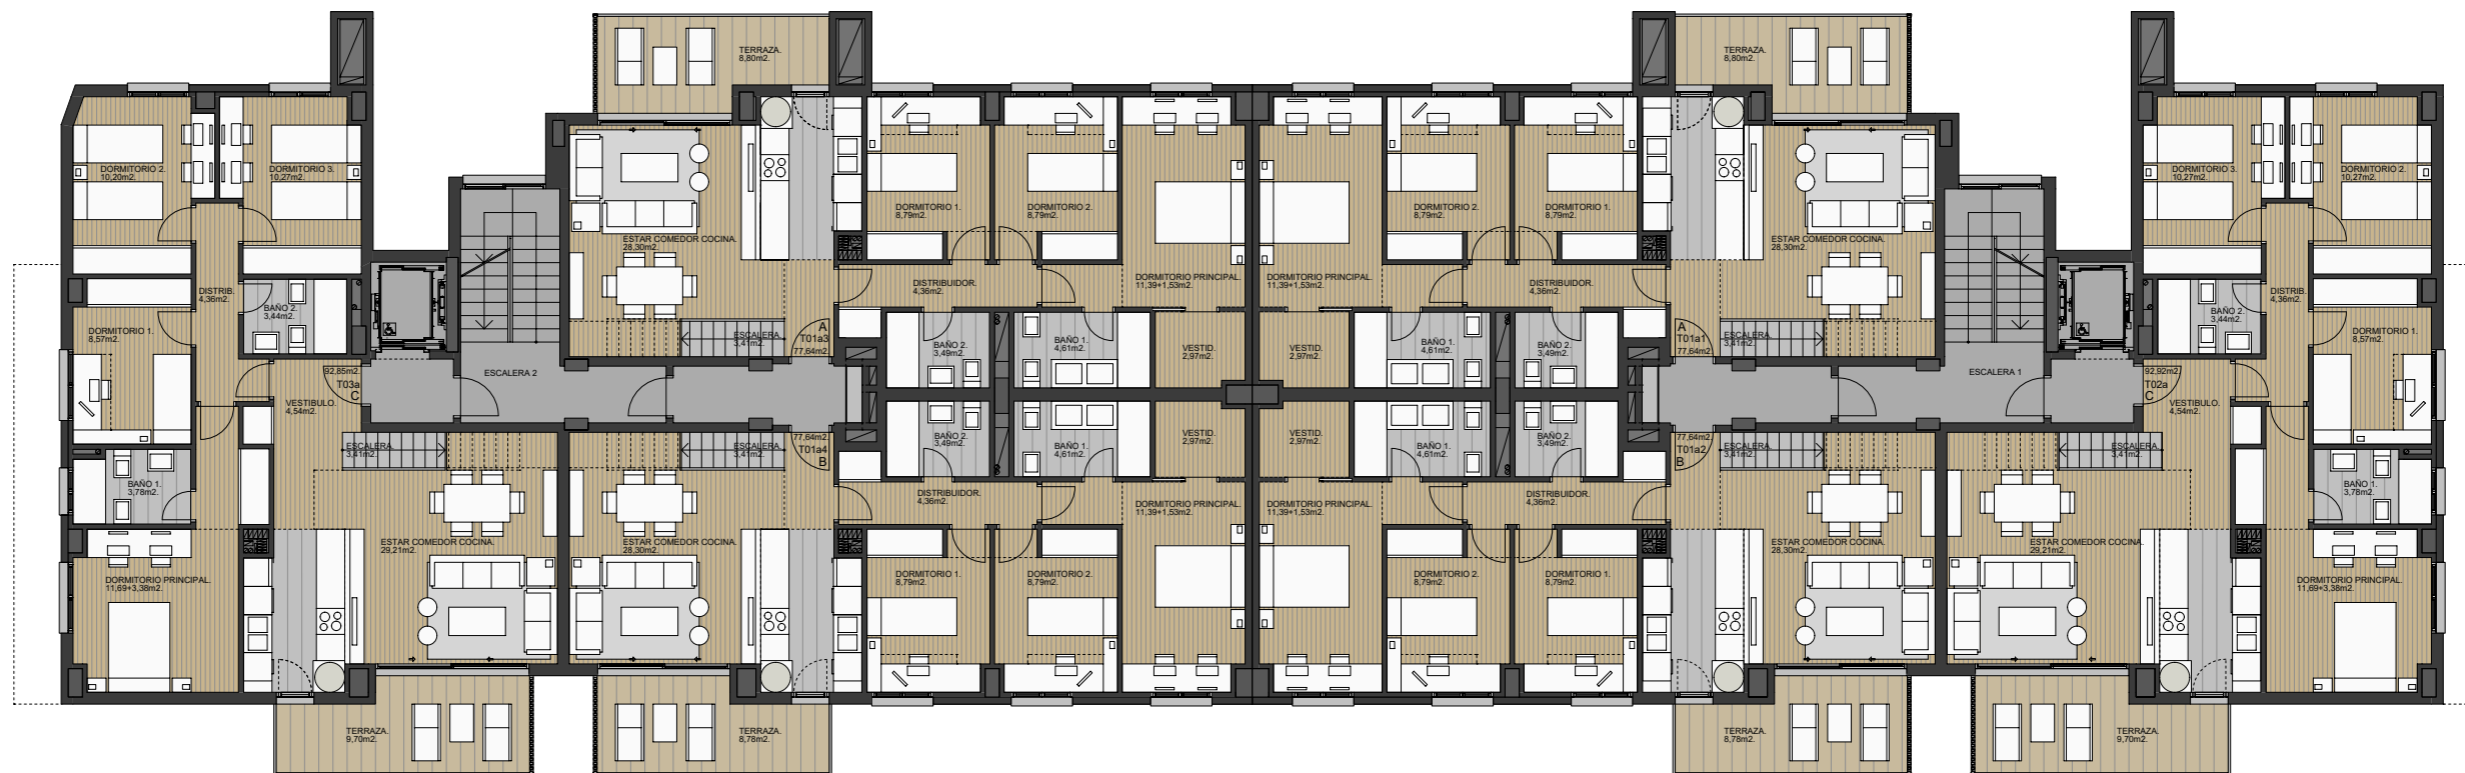 TERRAZA.
8,80m2.
TERRAZA.
8,80m2.
DORMITORIO 2.
10,20m2.
DORMITORIO 3.
10,27m2.
DORMITORIO 1.
8,79m2.
DORMITORIO 2.
8,79m2.
DORMITORIO 2.
8,79m2.
DORMITORIO 1.
8,79m2.
DORMITORIO 3.
10,27m2.
DORMITORIO 2.
10,27m2.
ESTAR COMEDOR COCINA.
28,30m2.
ESTAR COMEDOR COCINA.
28,30m2.
DISTRIB.
4,36m2.
BAÑO 2.
3,44m2.
DISTRIBUIDOR.
4,36m2.
DORMITORIO PRINCIPAL.
11,39+1,53m2.
DORMITORIO PRINCIPAL.
11,39+1,53m2.
DISTRIBUIDOR.
4,36m2.
BAÑO 2.
3,44m2.
DISTRIB.
4,36m2.
DORMITORIO 1.
8,57m2.
ESCALERA.
3,41m2.
A
T01a3
77,64m2.
BAÑO 2.
3,49m2.
BAÑO 1.
4,61m2.
VESTID.
2,97m2.
VESTID.
2,97m2.
BAÑO 1.
4,61m2.
BAÑO 2.
3,49m2.
A
T01a1
77,64m2.
ESCALERA.
3,41m2.
DORMITORIO 1.
8,57m2.
92,85m2.
T03a
C
ESCALERA 2
ESCALERA 1
92,92m2.
T02a
C
VESTIBULO.
4,54m2.
VESTIBULO.
4,54m2.
ESCALERA.
3,41m2.
ESCALERA.
3,41m2.
77,64m2.
T01a4
B
BAÑO 2.
3,49m2.
BAÑO 1.
4,61m2.
VESTID.
2,97m2.
VESTID.
2,97m2.
BAÑO 1.
4,61m2.
BAÑO 2.
3,49m2.
77,64m2.
T01a2
B
ESCALERA.
3,41m2.
ESCALERA.
3,41m2.
BAÑO 1.
3,78m2.
BAÑO 1.
3,78m2.
DISTRIBUIDOR.
4,36m2.
DORMITORIO PRINCIPAL.
11,39+1,53m2.
DORMITORIO PRINCIPAL.
11,39+1,53m2.
DISTRIBUIDOR.
4,36m2.
ESTAR COMEDOR COCINA.
29,21m2.
ESTAR COMEDOR COCINA.
28,30m2.
ESTAR COMEDOR COCINA.
28,30m2.
ESTAR COMEDOR COCINA.
29,21m2.
DORMITORIO PRINCIPAL.
11,69+3,38m2.
DORMITORIO 1.
8,79m2.
DORMITORIO 2.
8,79m2.
DORMITORIO 2.
8,79m2.
DORMITORIO 1.
8,79m2.
DORMITORIO PRINCIPAL.
11,69+3,38m2.
TERRAZA.
9,70m2.
TERRAZA.
8,78m2.
TERRAZA.
8,78m2.
TERRAZA.
9,70m2.